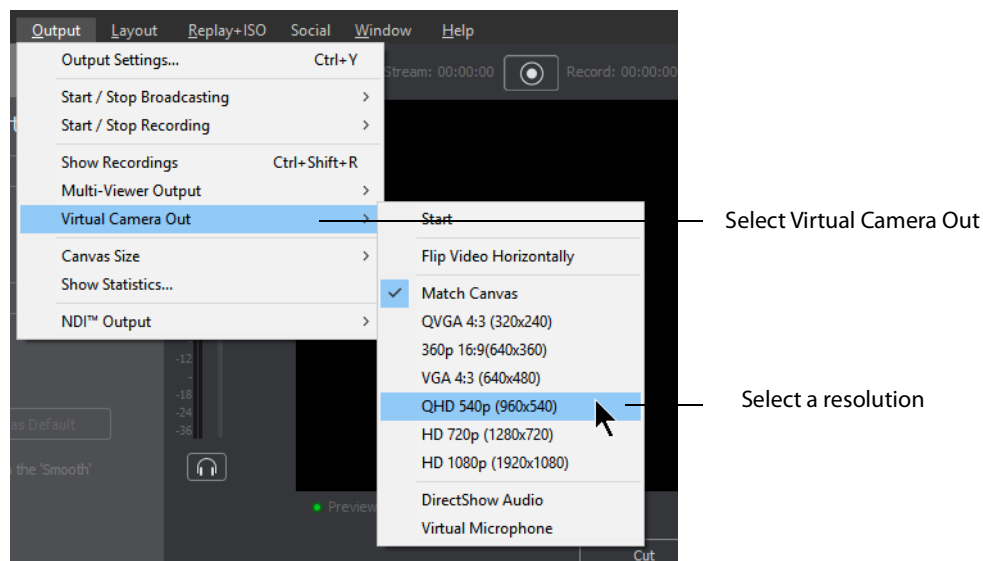 Output Layout Replay+ISO Social Window Help
Output Settings... Ctrl+Y
Stream: 00:00:00 Record: 00:00:00
Start / Stop Broadcasting
Start / Stop Recording
Show Recordings Ctrl+Shift+R
Multi-Viewer Output
Virtual Camera Out
Canvas Size
Show Statistics...
NDI™ Output
Start
Flip Video Horizontally
Match Canvas
QVGA 4:3 (320x240)
360p 16:9(640x360)
VGA 4:3 (640x480)
QHD 540p (960x540)
HD 720p (1280x720)
HD 1080p (1920x1080)
DirectShow Audio
Virtual Microphone
Select Virtual Camera Out
Select a resolution
-12
-
-18
-24
-36
as Default
the 'Smooth'
Preview
Cut